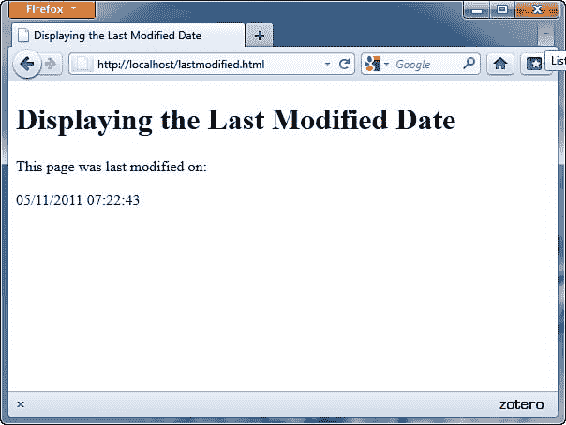 Firefox
Displaying the Last Modified Date
http://localhost/lastmodified.html
Google
List
Displaying the Last Modified Date
This page was last modified on:
05/11/2011 07:22:43
zotero